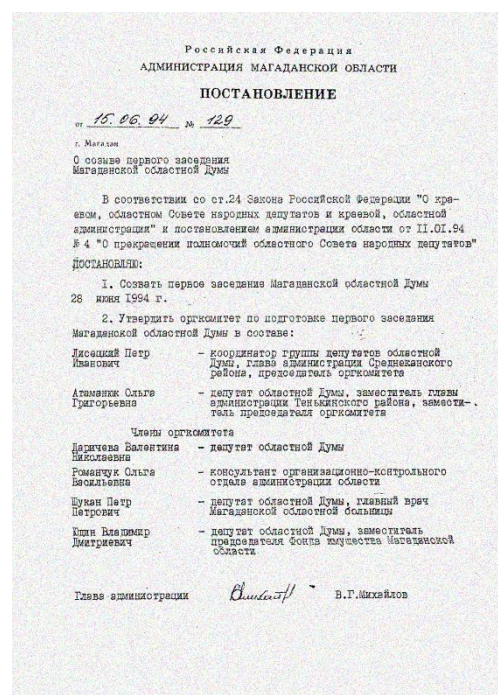 Российская Федерация
АДМИНИСТРАЦИЯ МАГАДАНСКОЙ ОБЛАСТИ
ПОСТАНОВЛЕНИЕ
от 15.06.94 № 129
г. Магадан
О созыве первого заседания
Магаданской областной Думы
В соответствии со ст.24 Закона Российской Федерации "О кра-
евом, областном Совете народных депутатов и краевой, областной
администрации" и постановлением администрации области от II.0I.94
№ 4 "О прекращении полномочий областного Совета народных депутатов"
ПОСТАНОВЛЯЮ:
I. Созвать первое заседание Магаданской областной Думы
28 июня I994 г.
2. Утвердить оргкомитет по подготовке первого заседания
Магаданской областной Думы в составе:
Лисецкий Петр – координатор группы депутатов областной
Иванович Думы, глава администрации Среднеканского
района, председатель оргкомитета
Атаманюк Ольга – депутат областной Думы, заместитель главы
Григорьевна администрации Тенькинского района, замести-
тель председателя оргкомитета
Члены оргкомитета
Даричева Валентина – депутат областной Думы
Николаевна
Романчук Ольга – консультант организационно-контрольного
Васильевна отдела администрации области
Шукан Петр – депутат областной Думы, главный врач
Петрович Магаданской областной больницы
Юдин Владимир – депутат областной Думы, заместитель
Дмитриевич председателя Фонда имущества Магаданской
области
Глава администрации В.Г.Михайлов